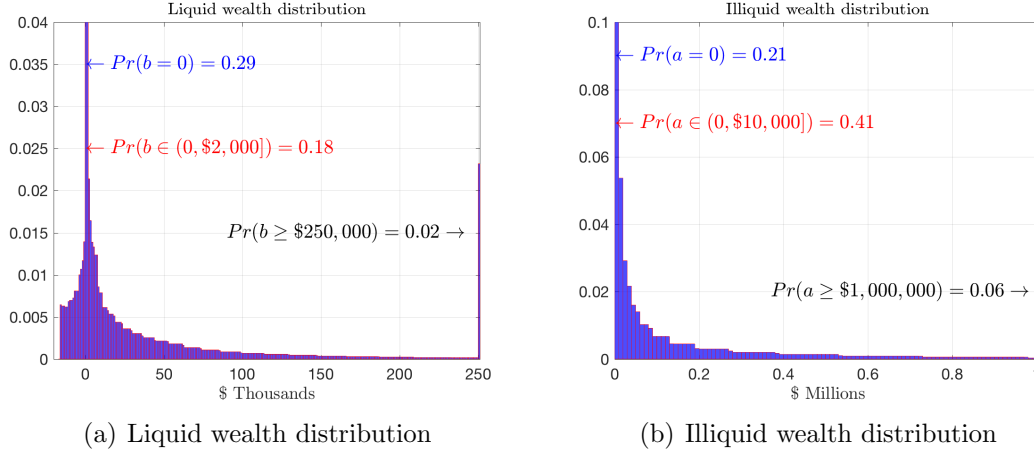 Liquid wealth distribution
0.04
0.035
0.03
0.025
0.02
0.015
0.01
0.005
0
← Pr(b = 0) = 0.29
← Pr(b ∈ (0, $2, 000]) = 0.18
Pr(b ≥ $250, 000) = 0.02 →
0 50 100 150 200 250
$ Thousands
(a) Liquid wealth distribution
Illiquid wealth distribution
0.1
0.08
0.06
0.04
0.02
0
← Pr(a = 0) = 0.21
← Pr(a ∈ (0, $10, 000]) = 0.41
Pr(a ≥ $1, 000, 000) = 0.06 →
0 0.2 0.4 0.6 0.8
$ Millions
(b) Illiquid wealth distribution